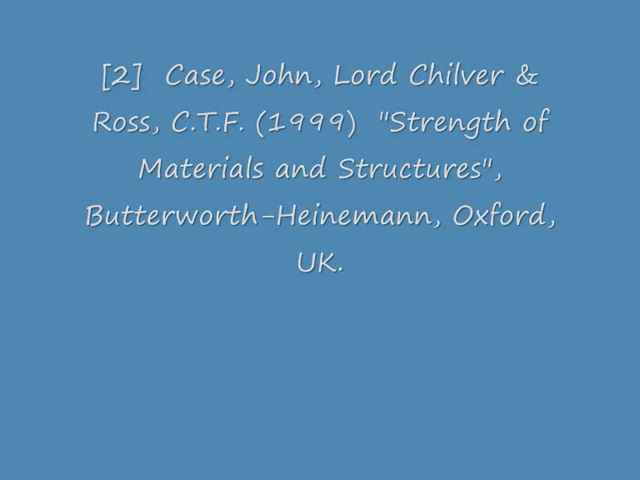 [2] Case, John, Lord Chilver &
Ross, C.T.F. (1999) "Strength of
Materials and Structures",
Butterworth-Heinemann, Oxford,
UK.